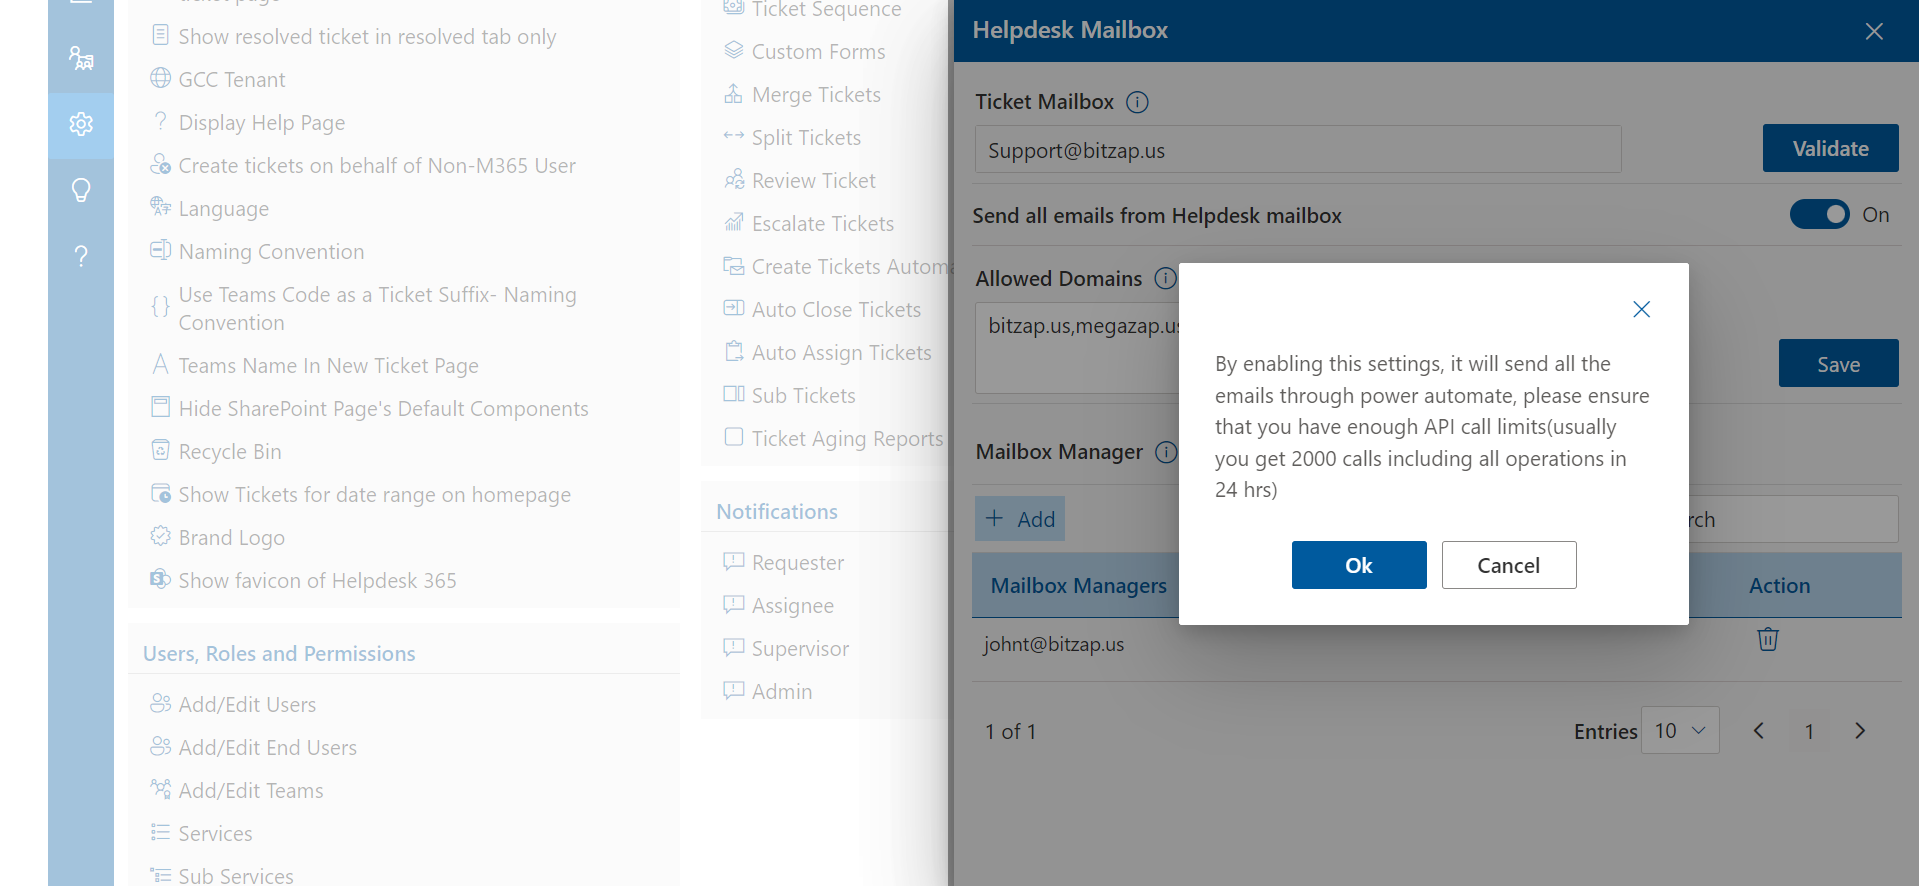 ticket page
Show resolved ticket in resolved tab only
GCC Tenant
Display Help Page
Create tickets on behalf of Non-M365 User
Language
Naming Convention
Use Teams Code as a Ticket Suffix- Naming
Convention
Teams Name In New Ticket Page
Hide SharePoint Page's Default Components
Recycle Bin
Show Tickets for date range on homepage
Brand Logo
Show favicon of Helpdesk 365
Users, Roles and Permissions
Add/Edit Users
Add/Edit End Users
Add/Edit Teams
Services
Sub Services
Ticket Sequence
Custom Forms
Merge Tickets
Split Tickets
Review Ticket
Escalate Tickets
Create Tickets Automa
Auto Close Tickets
Auto Assign Tickets
Sub Tickets
Ticket Aging Reports
Notifications
Requester
Assignee
Supervisor
Admin
Helpdesk Mailbox
Ticket Mailbox
Support@bitzap.us
Validate
Send all emails from Helpdesk mailbox
On
Allowed Domains
bitzap.us,megazap.us
Save
Mailbox Manager
+ Add
rch
Mailbox Managers
Action
johnt@bitzap.us
1 of 1
Entries 10
1
By enabling this settings, it will send all the
emails through power automate, please ensure
that you have enough API call limits(usually
you get 2000 calls including all operations in
24 hrs)
Ok
Cancel